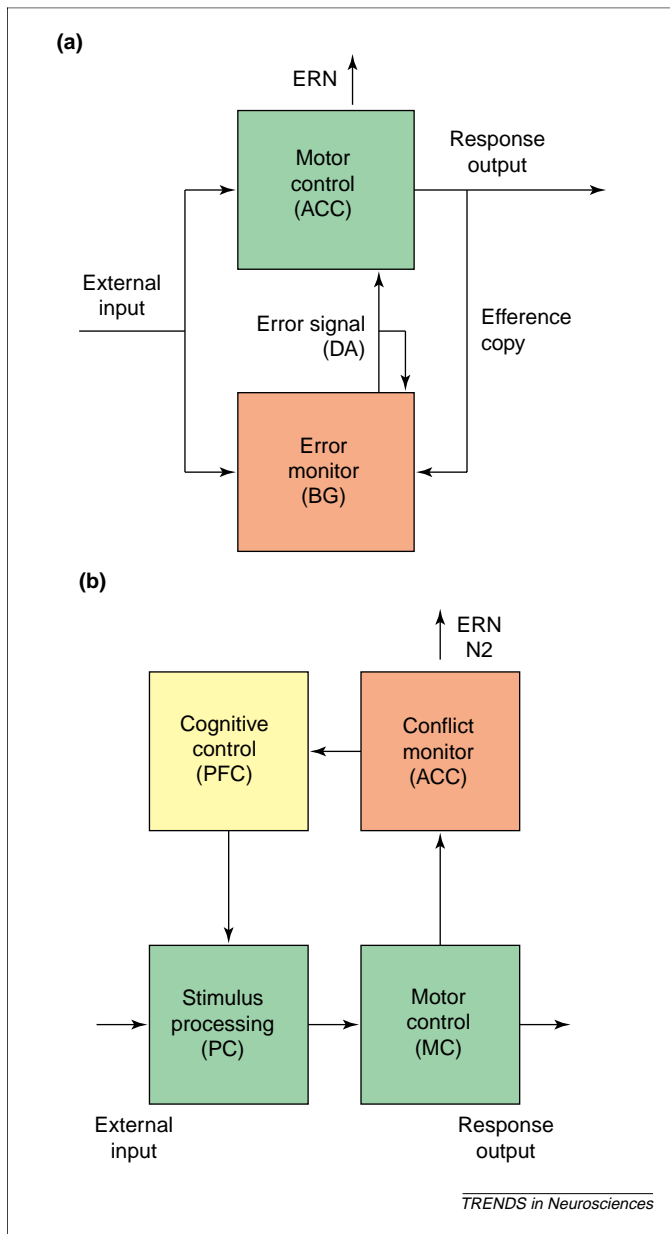 (a)
ERN
Motor
control
(ACC)
Response
output
External
input
Error signal
(DA)
Efference
copy
Error
monitor
(BG)
(b)
ERN
N2
Cognitive
control
(PFC)
Conflict
monitor
(ACC)
Stimulus
processing
(PC)
Motor
control
(MC)
External
input
Response
output
TRENDS in Neurosciences